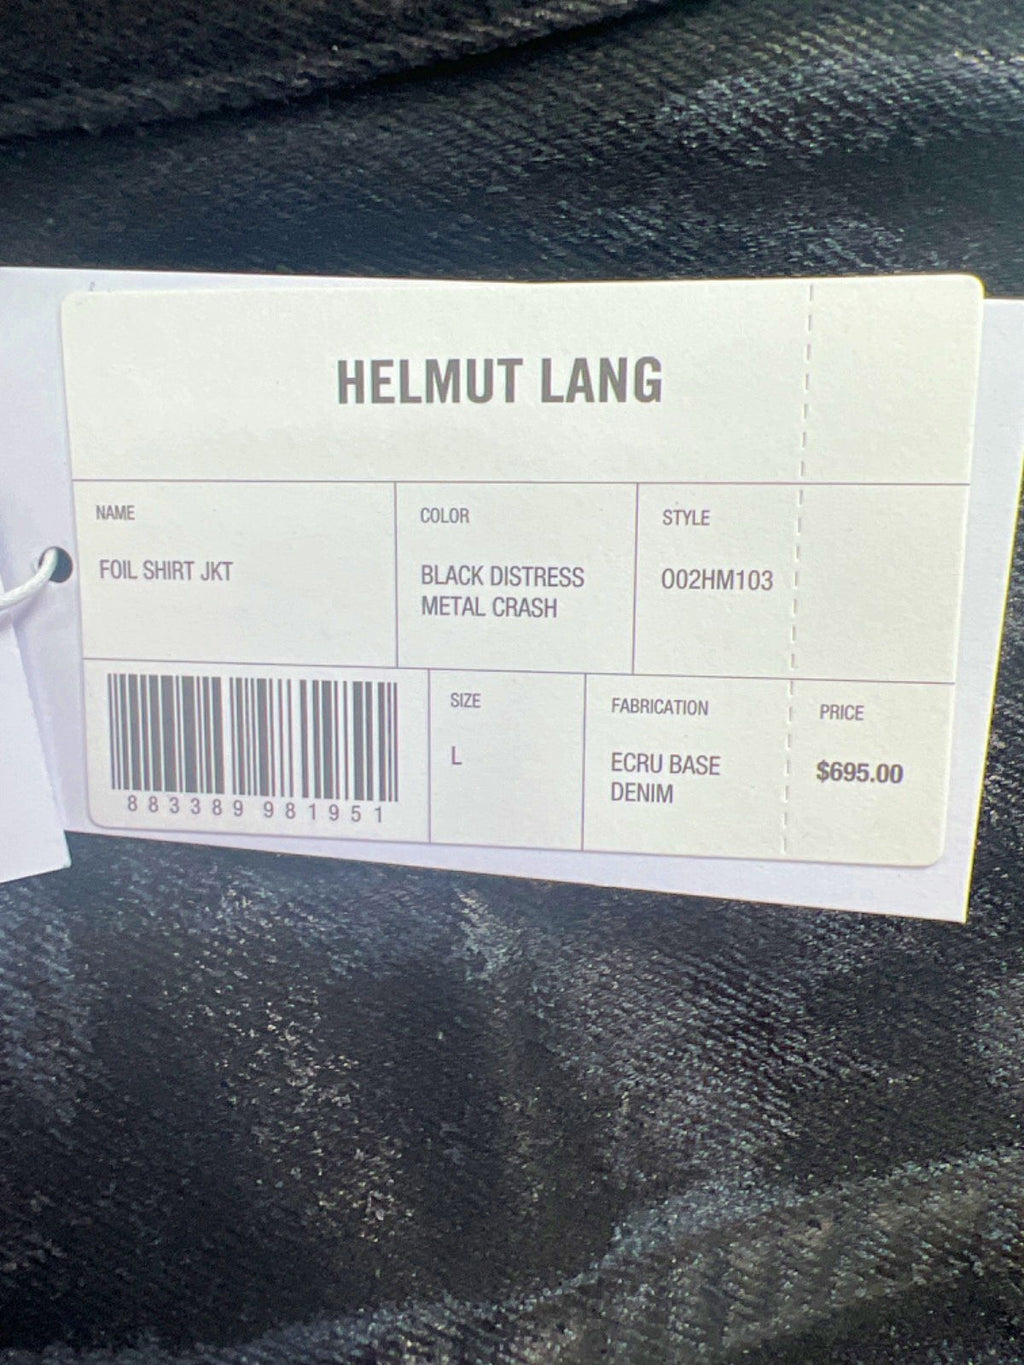 HELMUT LANG
NAME
FOIL SHIRT JKT
COLOR
BLACK DISTRESS
METAL CRASH
STYLE
O02HM103
883389 981951
SIZE
L
FABRICATION
ECRU BASE
DENIM
PRICE
$695.00